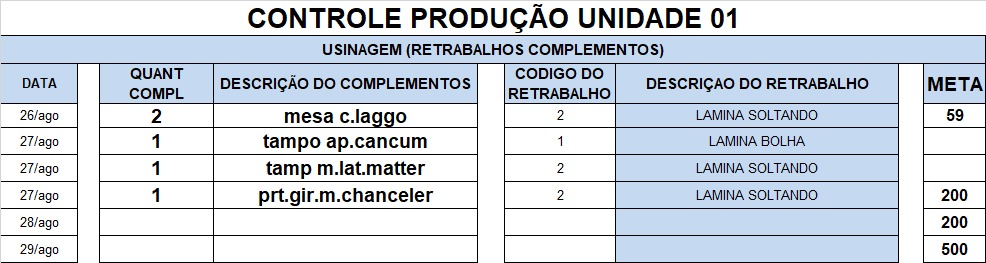 CONTROLE PRODUÇÃO UNIDADE 01
USINAGEM (RETRABALHOS COMPLEMENTOS)
DATA QUANT COMPL DESCRIÇÃO DO COMPLEMENTOS CODIGO DO RETRABALHO DESCRIÇAO DO RETRABALHO META
26/ago 2 mesa c.laggo 2 LAMINA SOLTANDO 59
27/ago 1 tampo ap.cancum 1 LAMINA BOLHA
27/ago 1 tamp m.lat.matter 2 LAMINA SOLTANDO
27/ago 1 prt.gir.m.chanceler 2 LAMINA SOLTANDO 200
28/ago 200
29/ago 500